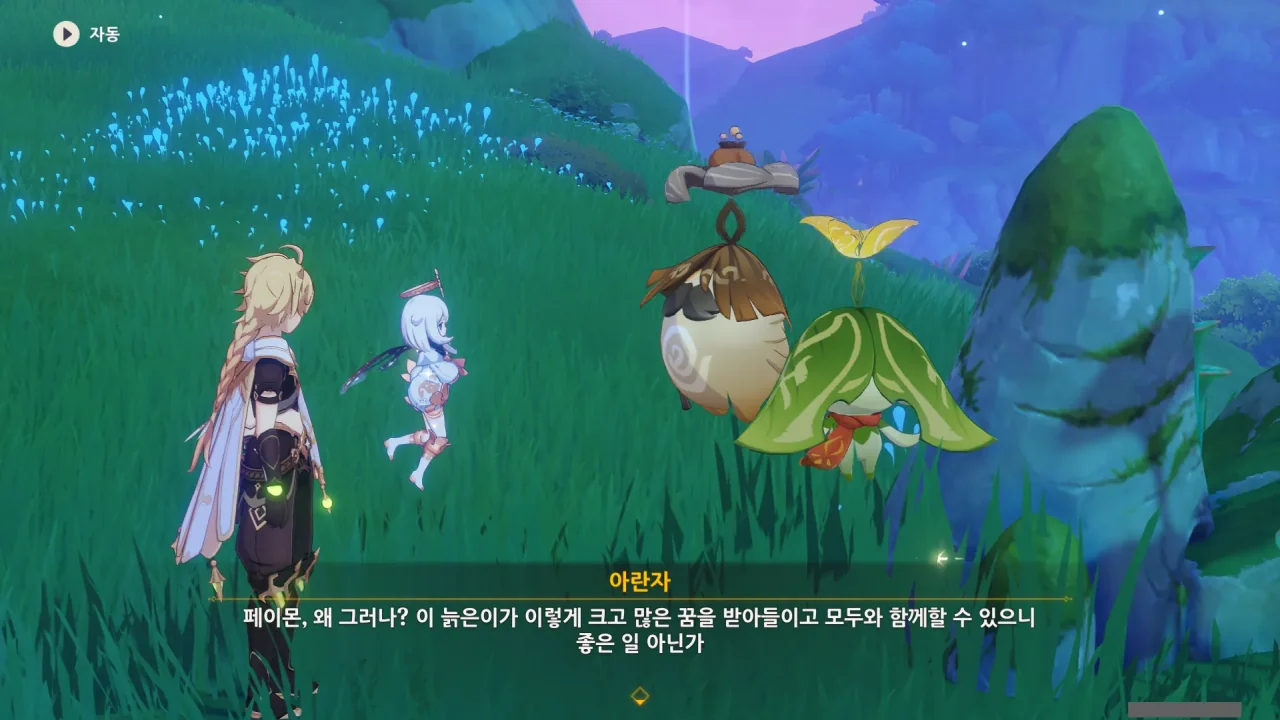 자동
아란자
페이몬, 왜 그러나? 이 늙은이가 이렇게 크고 많은 꿈을 받아들이고 모두와 함께할 수 있으니
좋은 일 아닌가